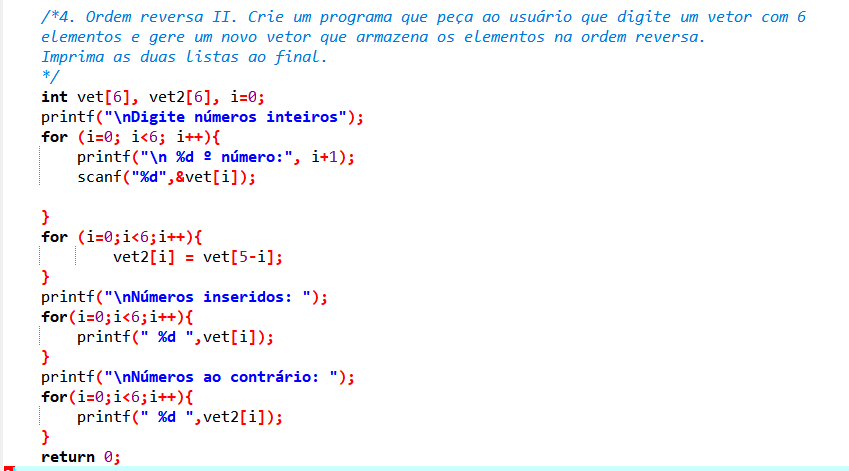 /*4. Ordem reversa II. Crie um programa que peça ao usuário que digite um vetor com 6
elementos e gere um novo vetor que armazena os elementos na ordem reversa.
Imprima as duas listas ao final.
*/
int vet[6], vet2[6], i=0;
printf("\nDigite números inteiros");
for (i=0; i<6; i++){
    printf("\n %d º número:", i+1);
    scanf("%d",&vet[i]);
}
for (i=0;i<6;i++){
        vet2[i] = vet[5-i];
}
printf("\nNúmeros inseridos: ");
for(i=0;i<6;i++){
    printf(" %d ",vet[i]);
}
printf("\nNúmeros ao contrário: ");
for(i=0;i<6;i++){
    printf(" %d ",vet2[i]);
}
return 0;